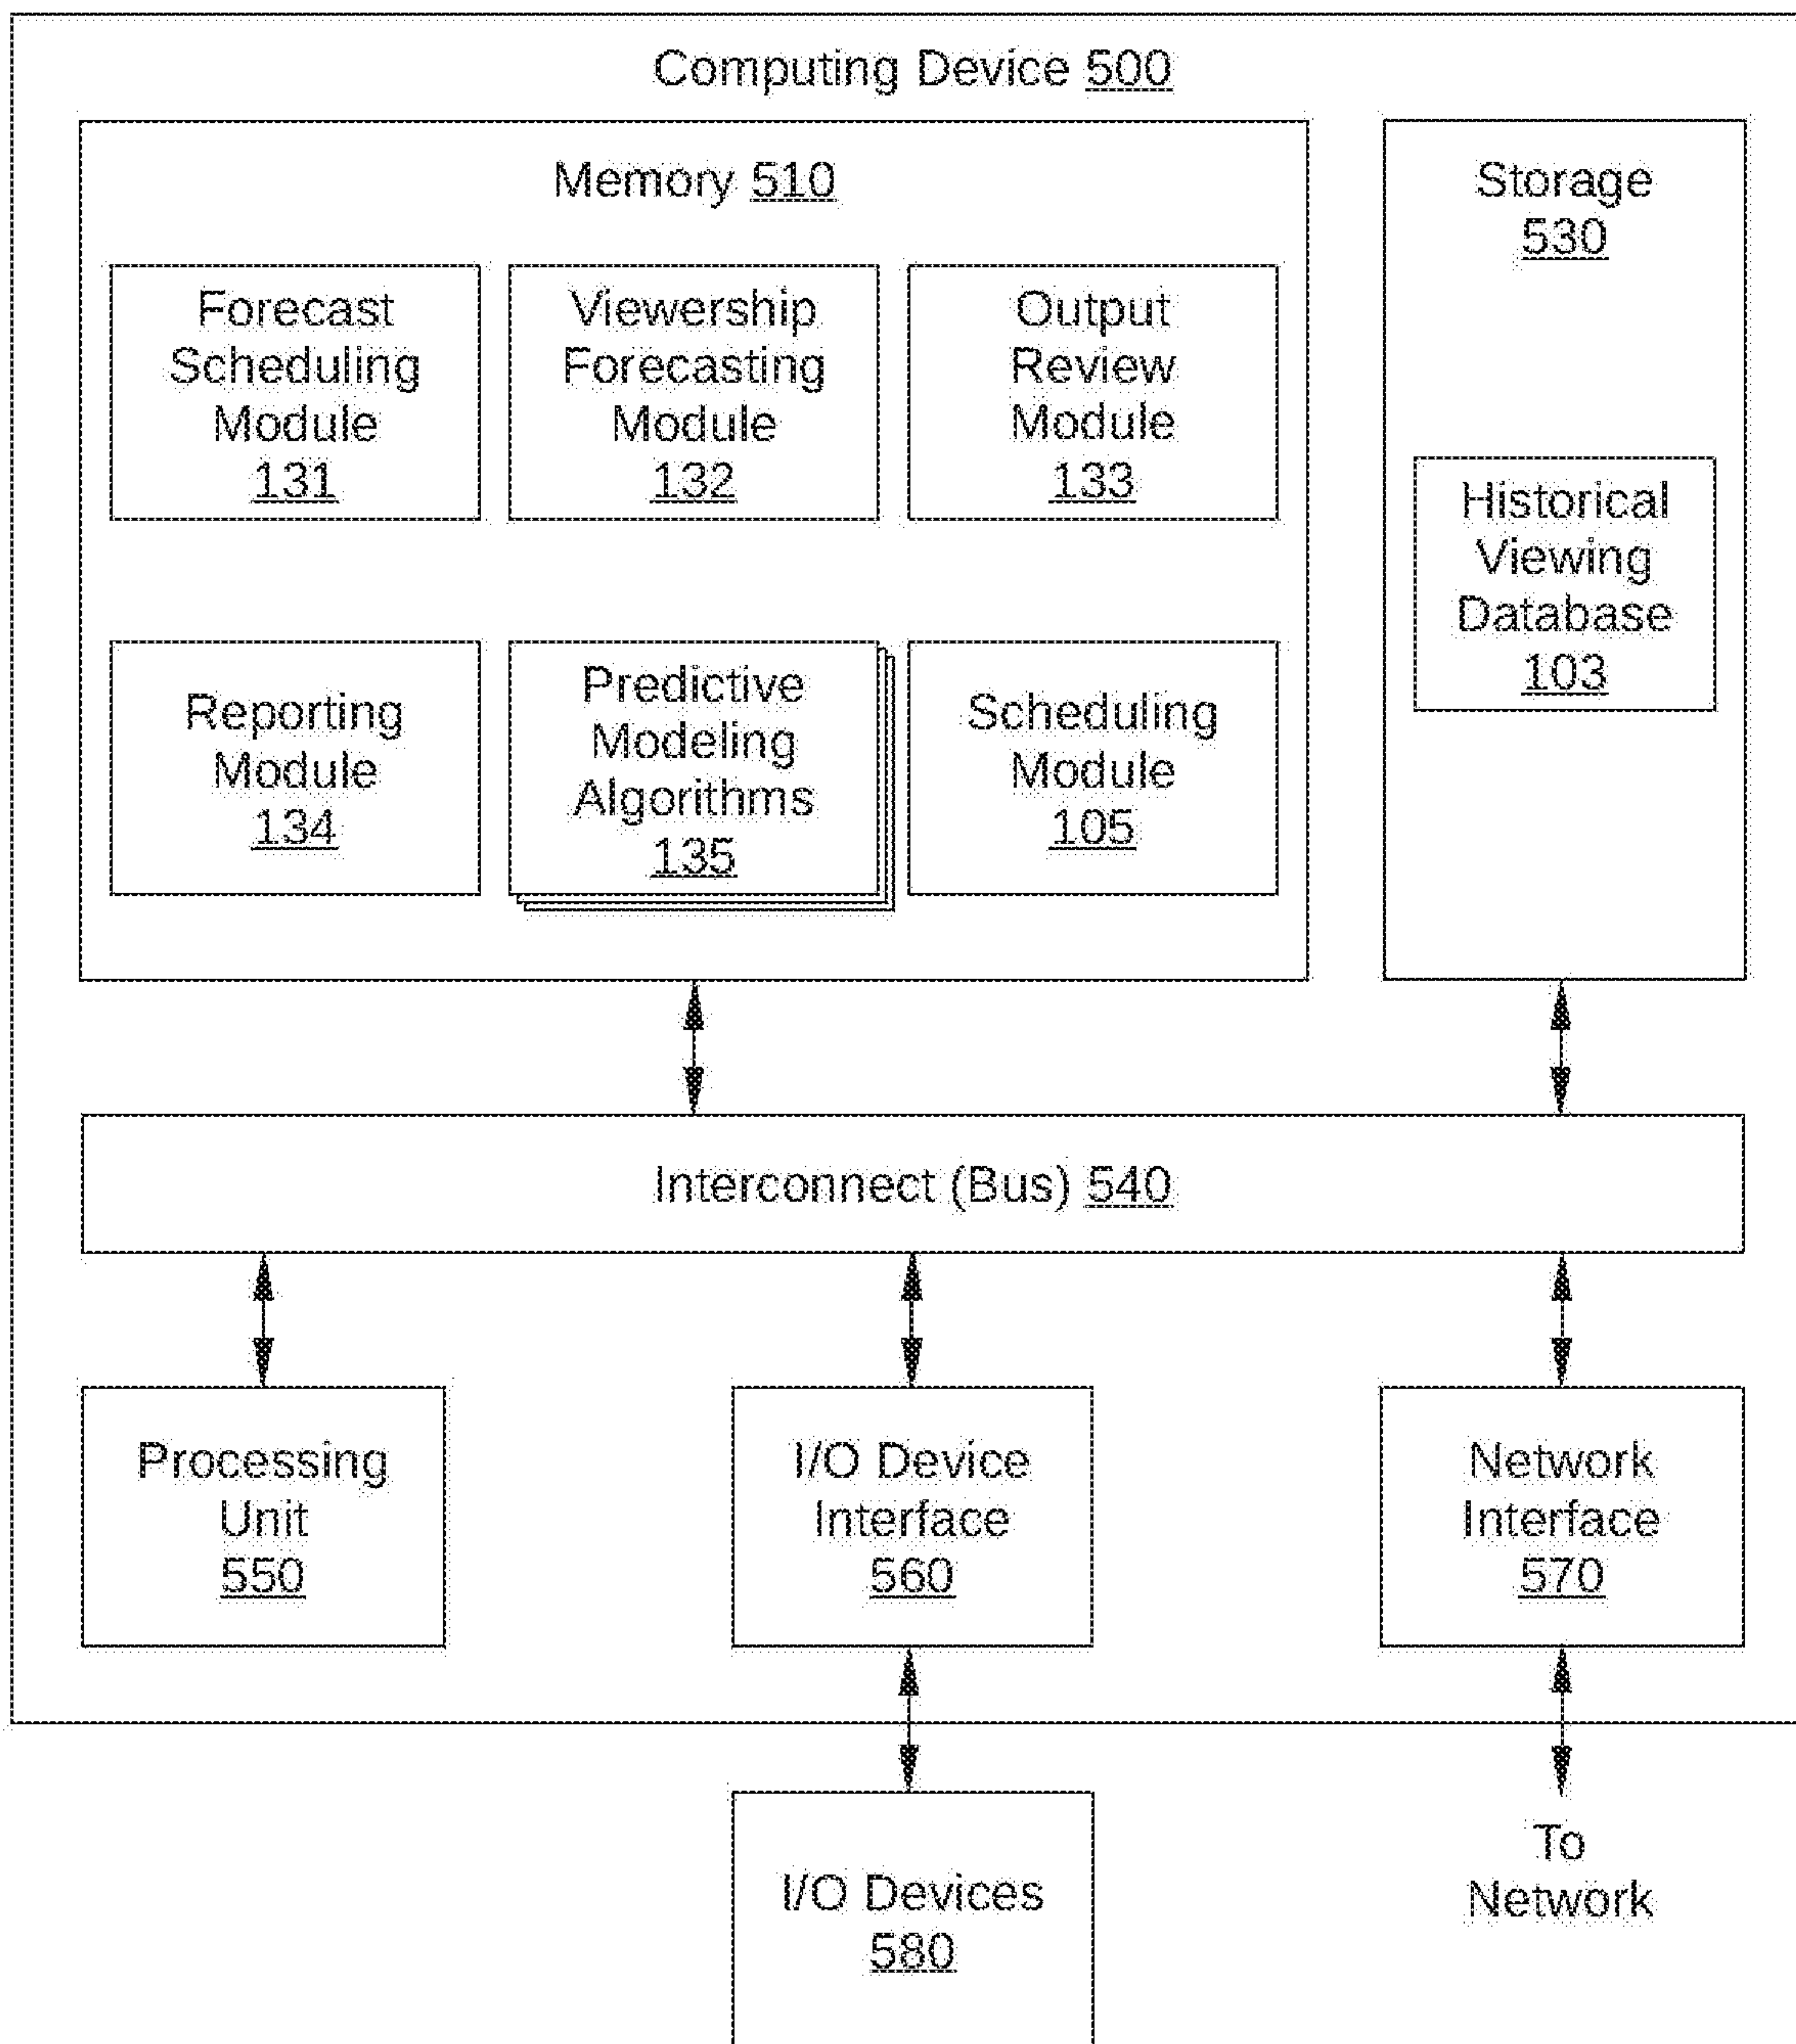 Computing Device 500
Memory 510
Forecast
Scheduling
Module
131
Viewership
Forecasting
Module
132
Output
Review
Module
133
Reporting
Module
134
Predictive
Modeling
Algorithms
135
Scheduling
Module
105
Storage
530
Historical
Viewing
Database
103
Interconnect (Bus) 540
Processing
Unit
550
I/O Device
Interface
560
Network
Interface
570
I/O Devices
580
To
Network